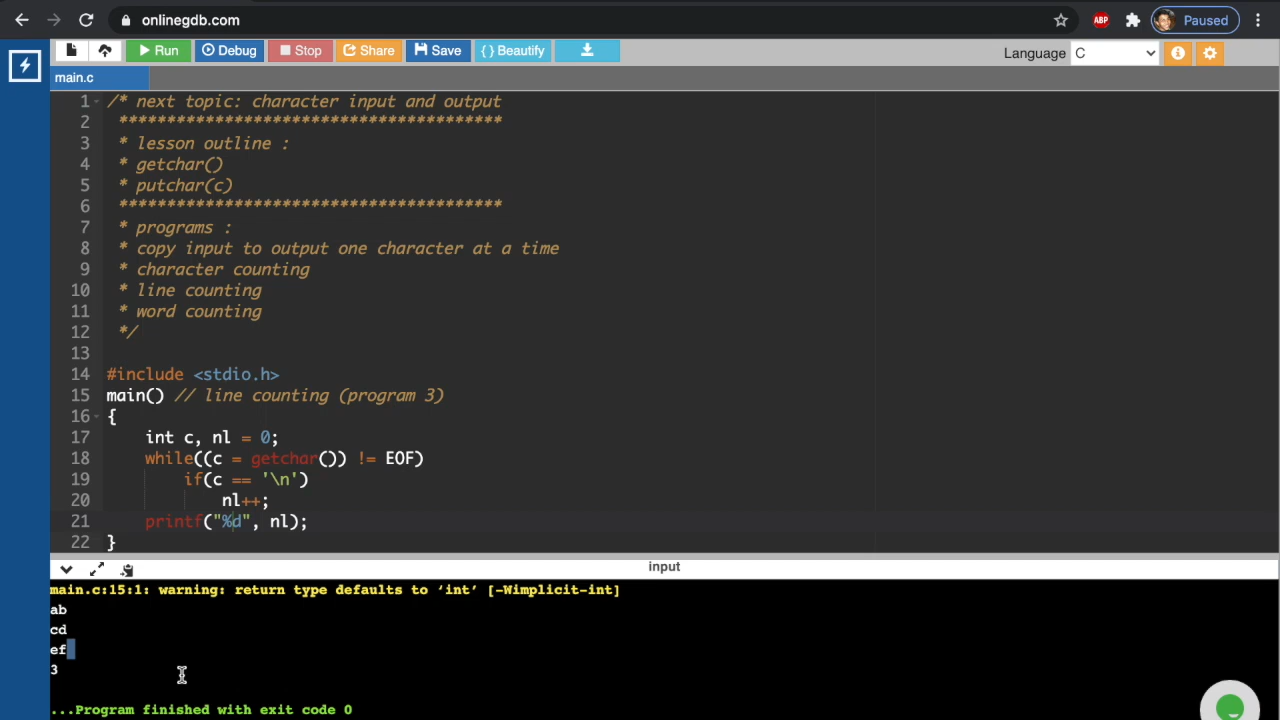 onlinegdb.com
ABP
Paused
Run
Debug
Stop
Share
Save
{ } Beautify
Language
C
main.c
1 /* next topic: character input and output
2 ****************************************
3 * lesson outline :
4 * getchar()
5 * putchar(c)
6 ****************************************
7 * programs :
8 * copy input to output one character at a time
9 * character counting
10 * line counting
11 * word counting
12 */
13
14 #include <stdio.h>
15 main() // line counting (program 3)
16 {
17 int c, nl = 0;
18 while((c = getchar()) != EOF)
19 if(c == '\n')
20 nl++;
21 printf("%d", nl);
22 }
input
main.c:15:1: warning: return type defaults to ‘int’ [-Wimplicit-int]
ab
cd
ef
3
...Program finished with exit code 0